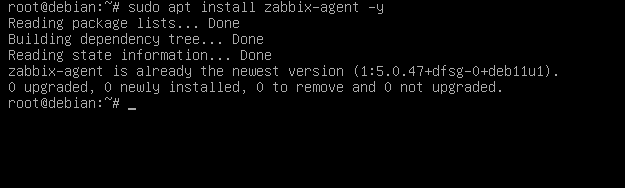 root@debian:~# sudo apt install zabbix-agent -y
Reading package lists... Done
Building dependency tree... Done
Reading state information... Done
zabbix-agent is already the newest version (1:5.0.47+dfsg-0+deb11u1).
0 upgraded, 0 newly installed, 0 to remove and 0 not upgraded.
root@debian:~# _